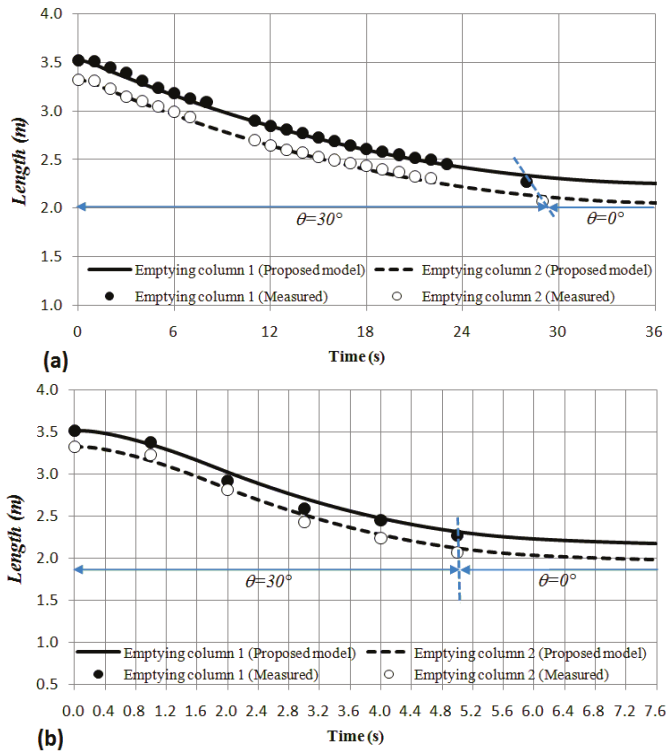 4.0
3.5
3.0
2.5
2.0
1.5
1.0
Length (m)
θ=30°
θ=0°
Emptying column 1 (Proposed model)
Emptying column 2 (Proposed model)
Emptying column 1 (Measured)
Emptying column 2 (Measured)
0 6 12 18 24 30 36
(a)
Time (s)
4.0
3.5
3.0
2.5
2.0
1.5
1.0
0.5
Length (m)
θ=30°
θ=0°
Emptying column 1 (Proposed model)
Emptying column 2 (Proposed model)
Emptying column 1 (Measured)
Emptying column 2 (Measured)
0.0 0.4 0.8 1.2 1.6 2.0 2.4 2.8 3.2 3.6 4.0 4.4 4.8 5.2 5.6 6.0 6.4 6.8 7.2 7.6
(b)
Time (s)